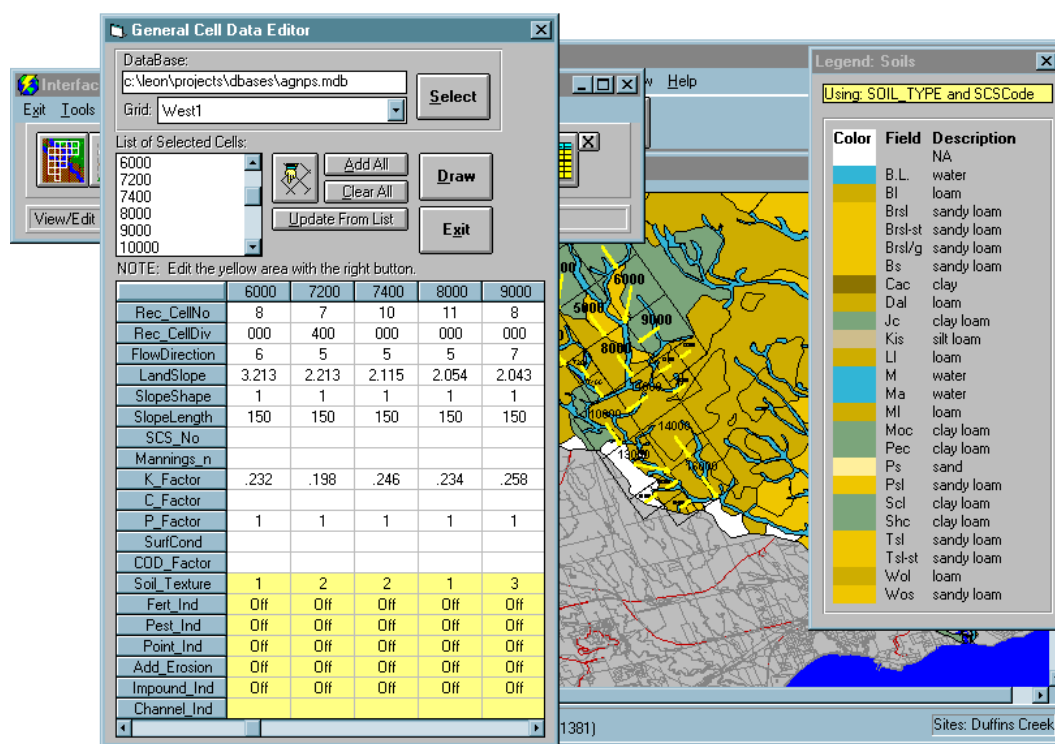 General Cell Data Editor
DataBase:
c:\leon\projects\dbases\agnps.mdb
Grid: West1
Select
List of Selected Cells:
6000
7200
7400
8000
9000
10000
Add All
Clear All
Update From List
Draw
Exit
NOTE: Edit the yellow area with the right button.
6000 7200 7400 8000 9000
Rec_CellNo 8 7 10 11 8
Rec_CellDiv 000 400 000 000 000
FlowDirection 6 5 5 5 7
LandSlope 3.213 2.213 2.115 2.054 2.043
SlopeShape 1 1 1 1 1
SlopeLength 150 150 150 150 150
SCS_No
Mannings_n
K_Factor .232 .198 .246 .234 .258
C_Factor
P_Factor 1 1 1 1 1
SurfCond
COD_Factor
Soil_Texture 1 2 2 1 3
Fert_Ind Off Off Off Off Off
Pest_Ind Off Off Off Off Off
Point_Ind Off Off Off Off Off
Add_Erosion Off Off Off Off Off
Impound_Ind Off Off Off Off Off
Channel_Ind
Interfac
Exit Tools
View/Edit
w Help
00
6000
5800
9000
8000
10000
14000
13000
16000
1381)
Sites: Duffins Creek
Legend: Soils
Using: SOIL_TYPE and SCSCode
Color Field Description
NA
B.L. water
Bl loam
Brsl sandy loam
Brsl-st sandy loam
Brsl/g sandy loam
Bs sandy loam
Cac clay
Dal loam
Jc clay loam
Kis silt loam
Ll loam
M water
Ma water
Ml loam
Moc clay loam
Pec clay loam
Ps sand
Psl sandy loam
Scl clay loam
Shc clay loam
Tsl sandy loam
Tsl-st sandy loam
Wol loam
Wos sandy loam